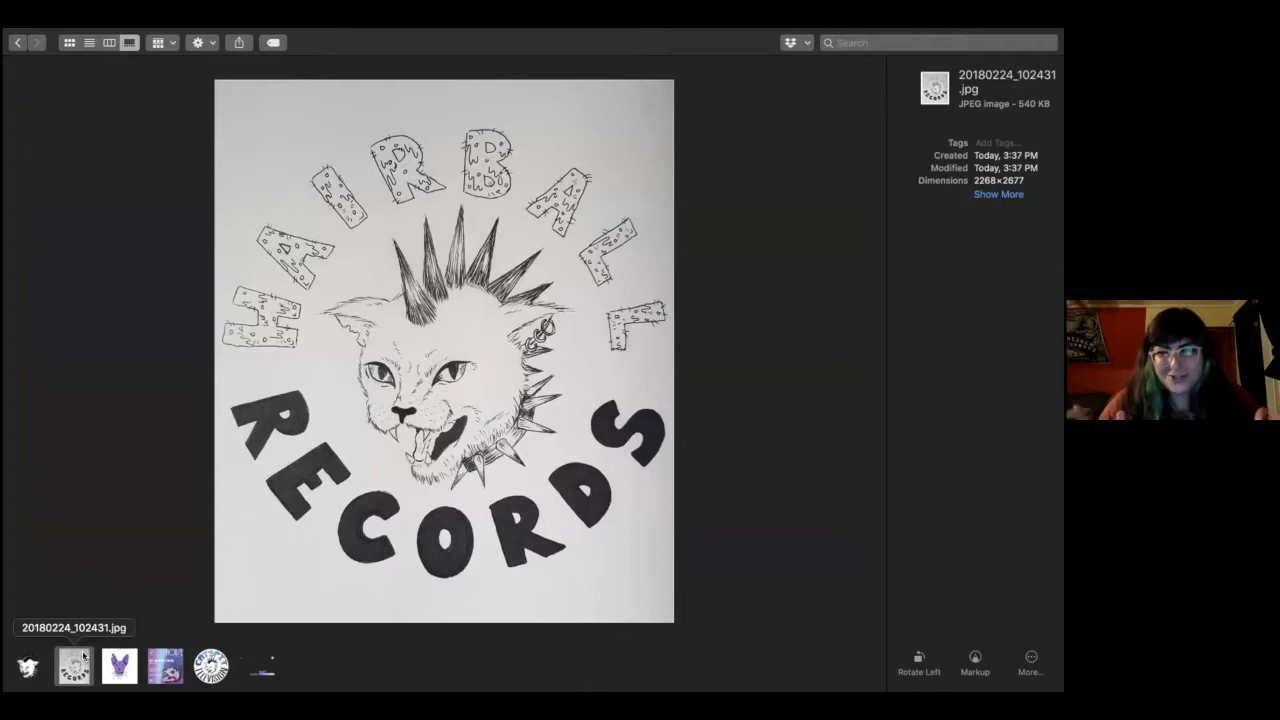 Search
20180224_102431
.jpg
JPEG image - 540 KB
Tags Add Tags...
Created Today, 3:37 PM
Modified Today, 3:37 PM
Dimensions 2268×2677
Show More
HAIRBALL
RECORDS
20180224_102431.jpg
Rotate Left
Markup
More...